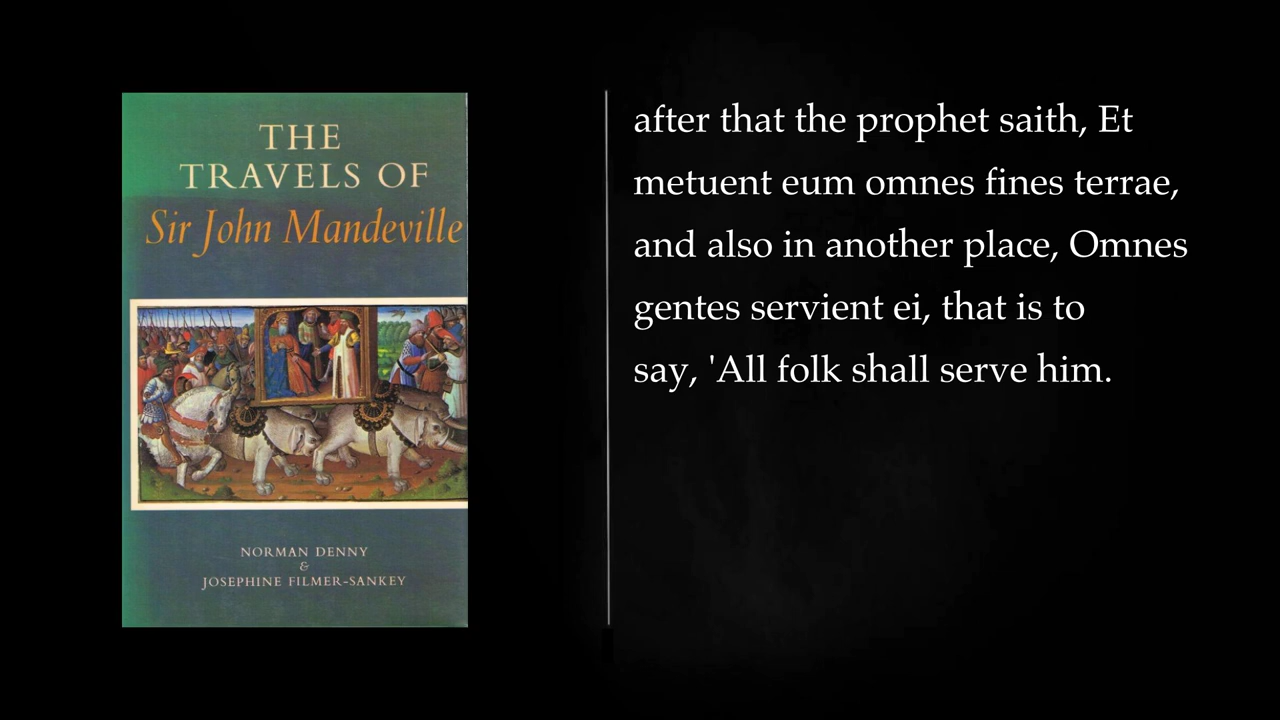 THE
TRAVELS OF
Sir John Mandeville
NORMAN DENNY
&
JOSEPHINE FILMER-SANKEY
after that the prophet saith, Et
metuent eum omnes fines terrae,
and also in another place, Omnes
gentes servient ei, that is to
say, 'All folk shall serve him.